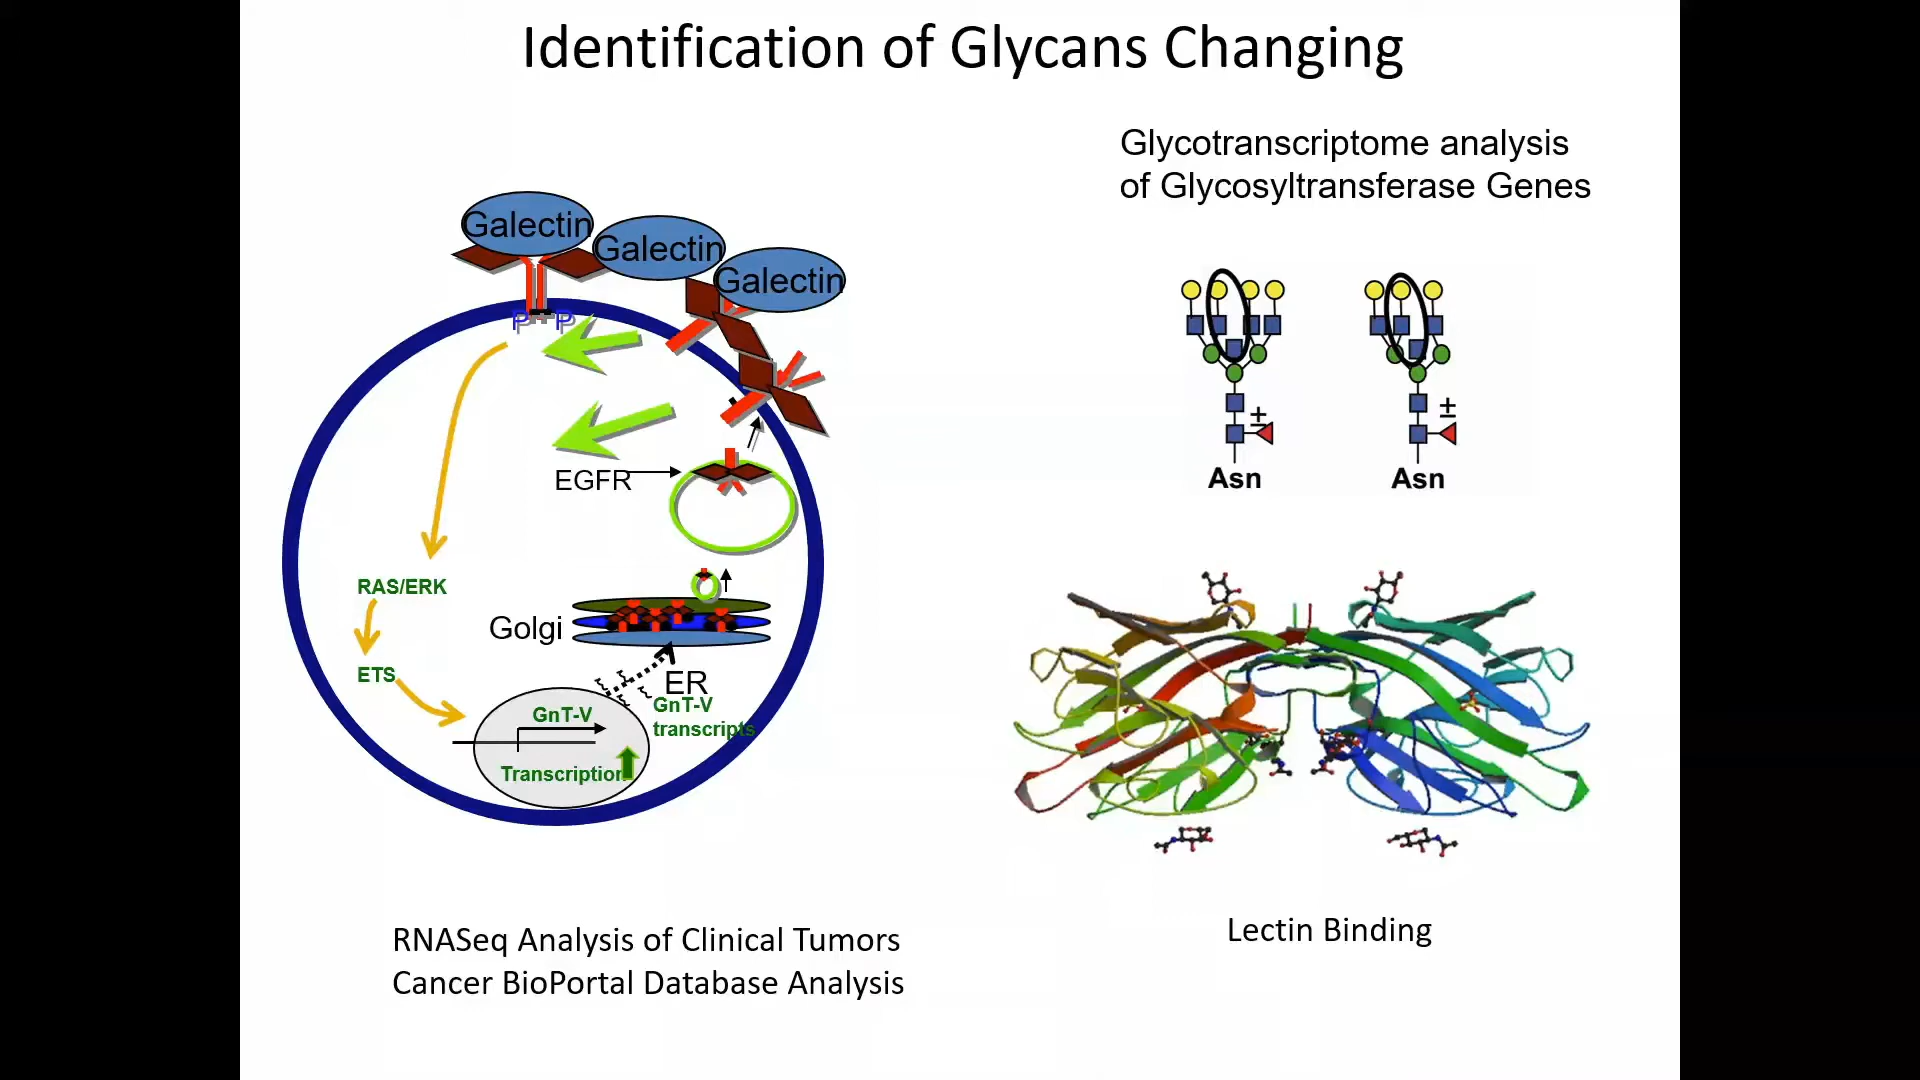 Identification of Glycans Changing
Glycotranscriptome analysis
of Glycosyltransferase Genes
Galectin
Galectin
Galectin
P P
EGFR
RAS/ERK
Golgi
ETS
ER
GnT-V
GnT-V
transcripts
Transcription
±
±
Asn
Asn
RNASeq Analysis of Clinical Tumors
Cancer BioPortal Database Analysis
Lectin Binding